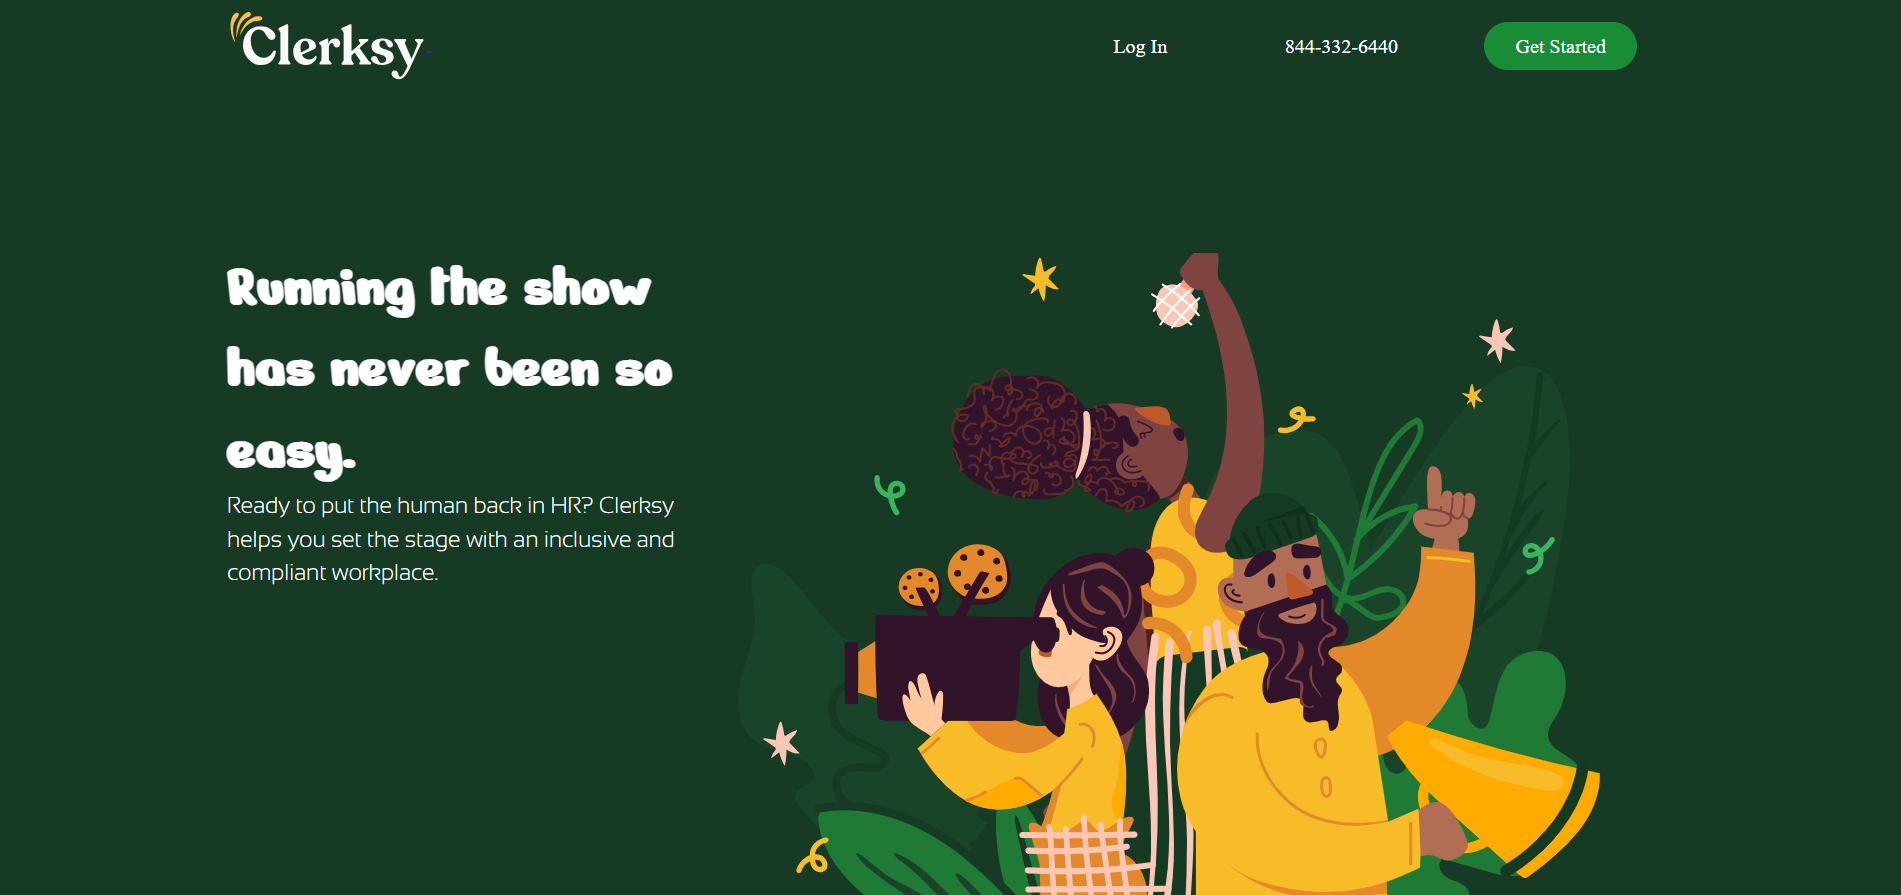 Clerksy
Log In
844-332-6440
Get Started
Running the show
has never been so
easy.
Ready to put the human back in HR? Clerksy
helps you set the stage with an inclusive and
compliant workplace.